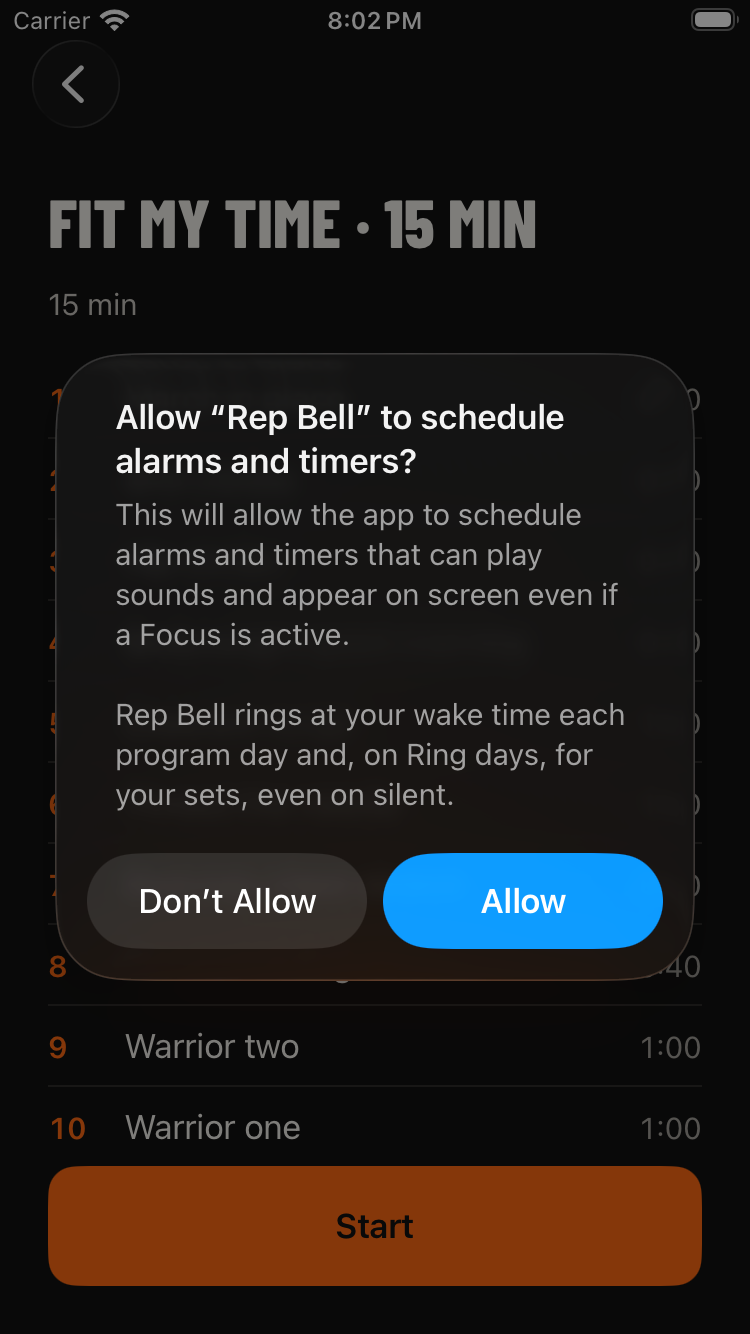 Carrier 8:02 PM
FIT MY TIME · 15 MIN
15 min
Allow “Rep Bell” to schedule
alarms and timers?
This will allow the app to schedule
alarms and timers that can play
sounds and appear on screen even if
a Focus is active.
Rep Bell rings at your wake time each
program day and, on Ring days, for
your sets, even on silent.
Don’t Allow Allow
8
9 Warrior two 1:00
10 Warrior one 1:00
Start